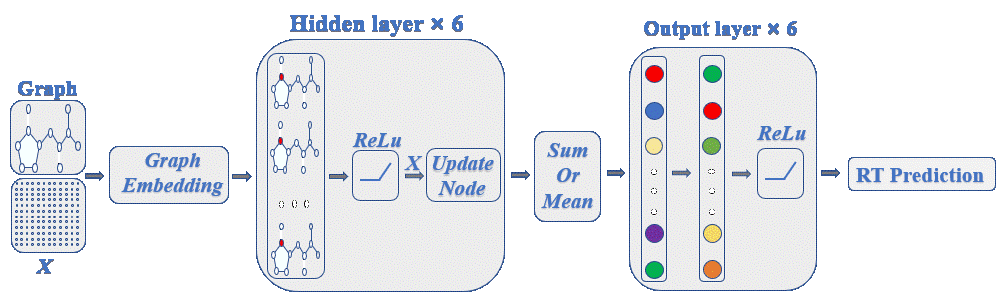 Hidden layer × 6
Output layer × 6
Graph
X
Graph
Embedding
ReLu
X
Update
Node
Sum
Or
Mean
ReLu
RT Prediction